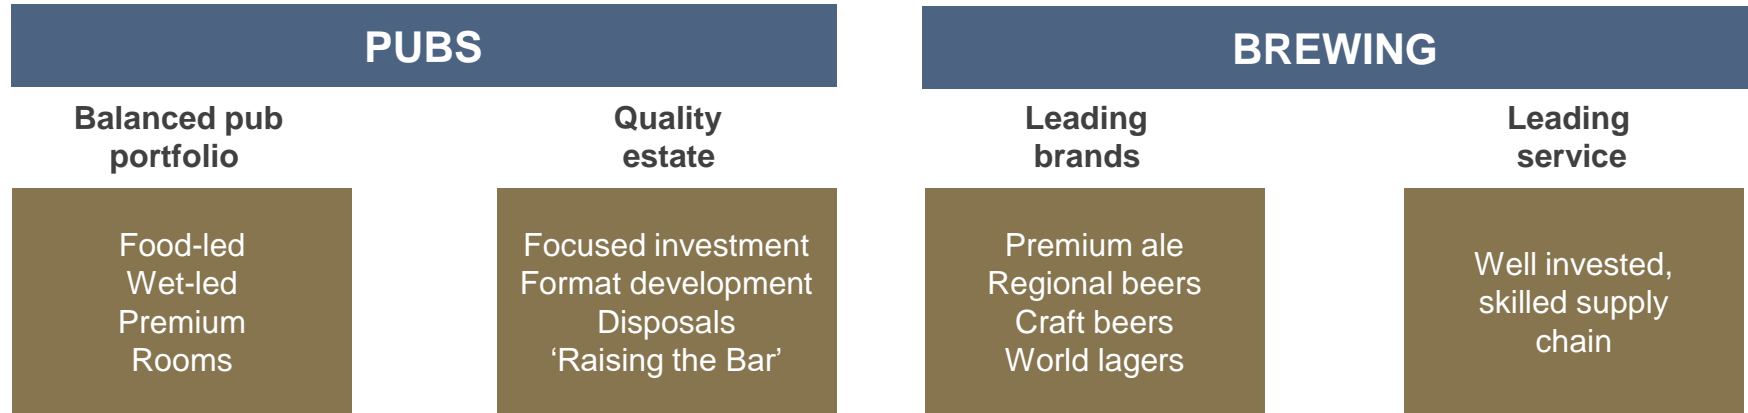 PUBS
Balanced pub
portfolio
Food-led
Wet-led
Premium
Rooms
Quality
estate
Focused investment
Format development
Disposals
‘Raising the Bar’
BREWING
Leading
brands
Premium ale
Regional beers
Craft beers
World lagers
Leading
service
Well invested,
skilled supply
chain